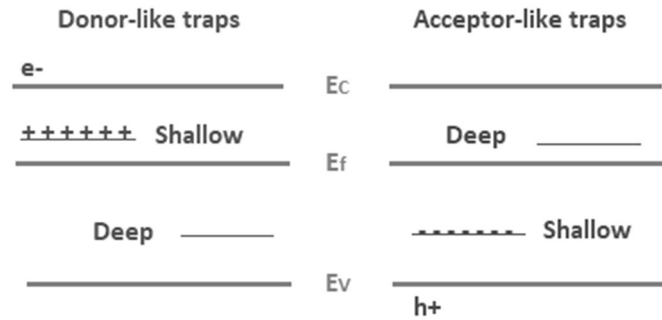 Donor-like traps
Acceptor-like traps
e-
Ec
++++++ Shallow
Deep
Ef
Deep
------- Shallow
Ev
h+